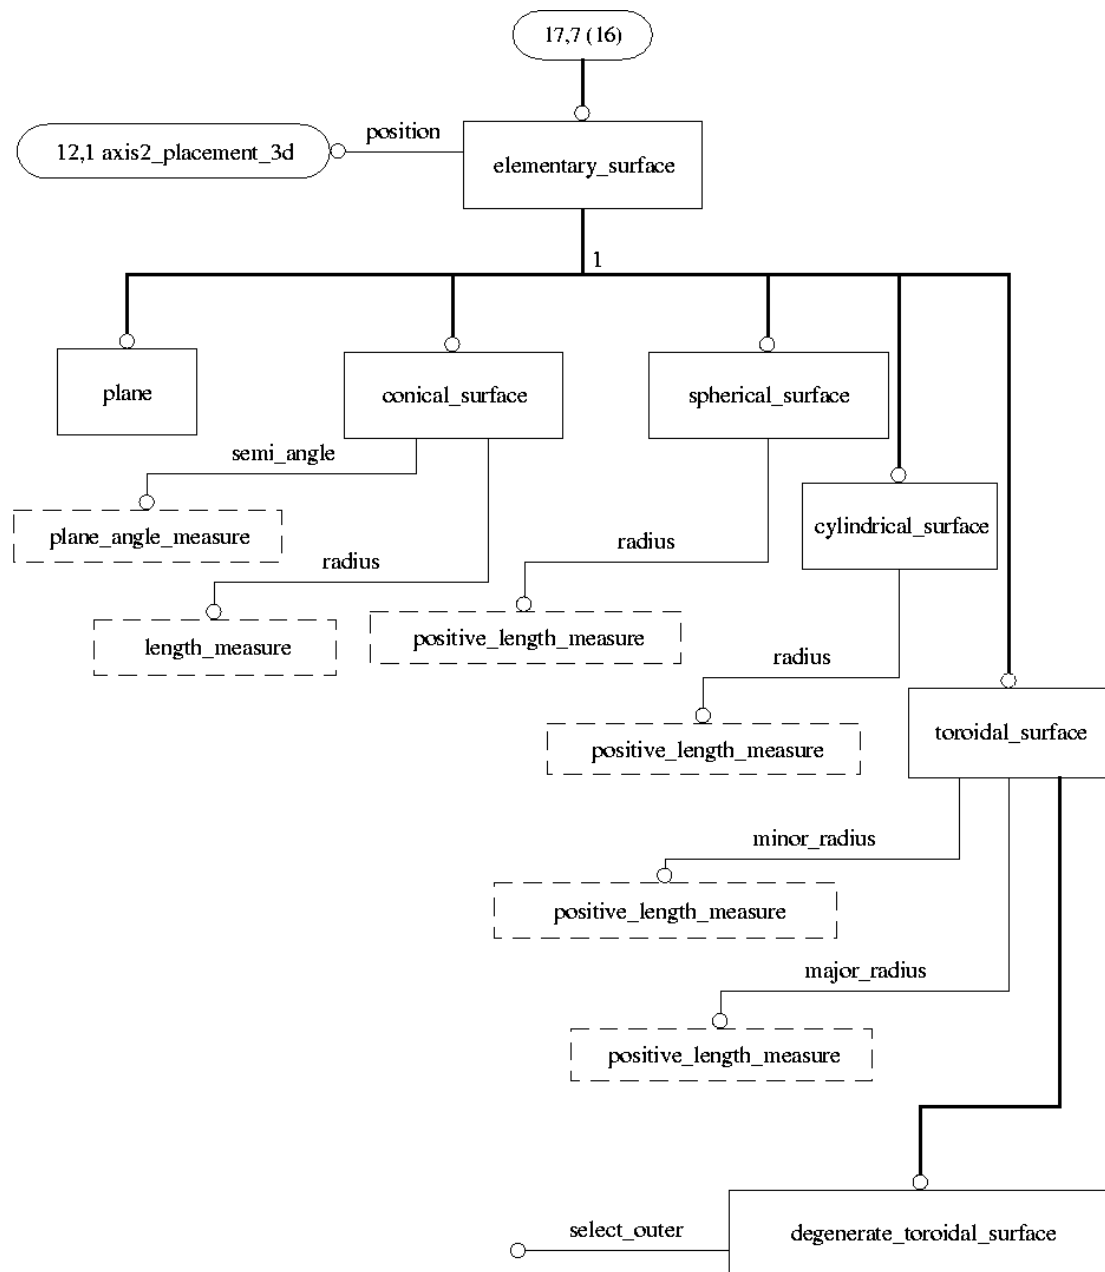 17,7 (16)
position
12,1 axis2_placement_3d
elementary_surface
1
plane
conical_surface
spherical_surface
semi_angle
plane_angle_measure
cylindrical_surface
radius
radius
length_measure
positive_length_measure
radius
toroidal_surface
positive_length_measure
minor_radius
positive_length_measure
major_radius
positive_length_measure
select_outer
degenerate_toroidal_surface